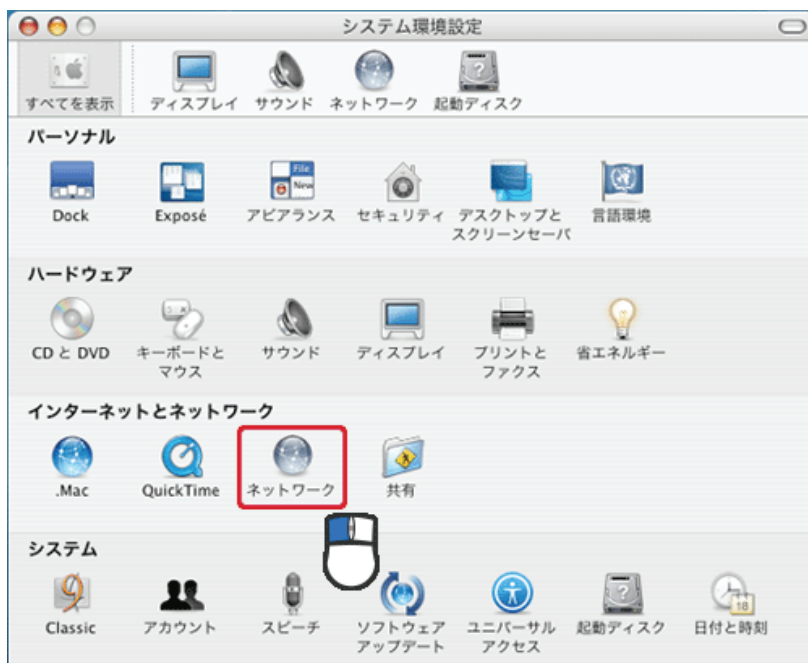 システム環境設定
すべてを表示 ディスプレイ サウンド ネットワーク 起動ディスク
パーソナル
Dock Exposé アピアランス セキュリティ デスクトップと 言語環境
スクリーンセーバ
ハードウェア
CD と DVD キーボードと サウンド ディスプレイ プリントと 省エネルギー
マウス ファクス
インターネットとネットワーク
.Mac QuickTime ネットワーク 共有
システム
Classic アカウント スピーチ ソフトウェア ユニバーサル 起動ディスク 日付と時刻
アップデート アクセス